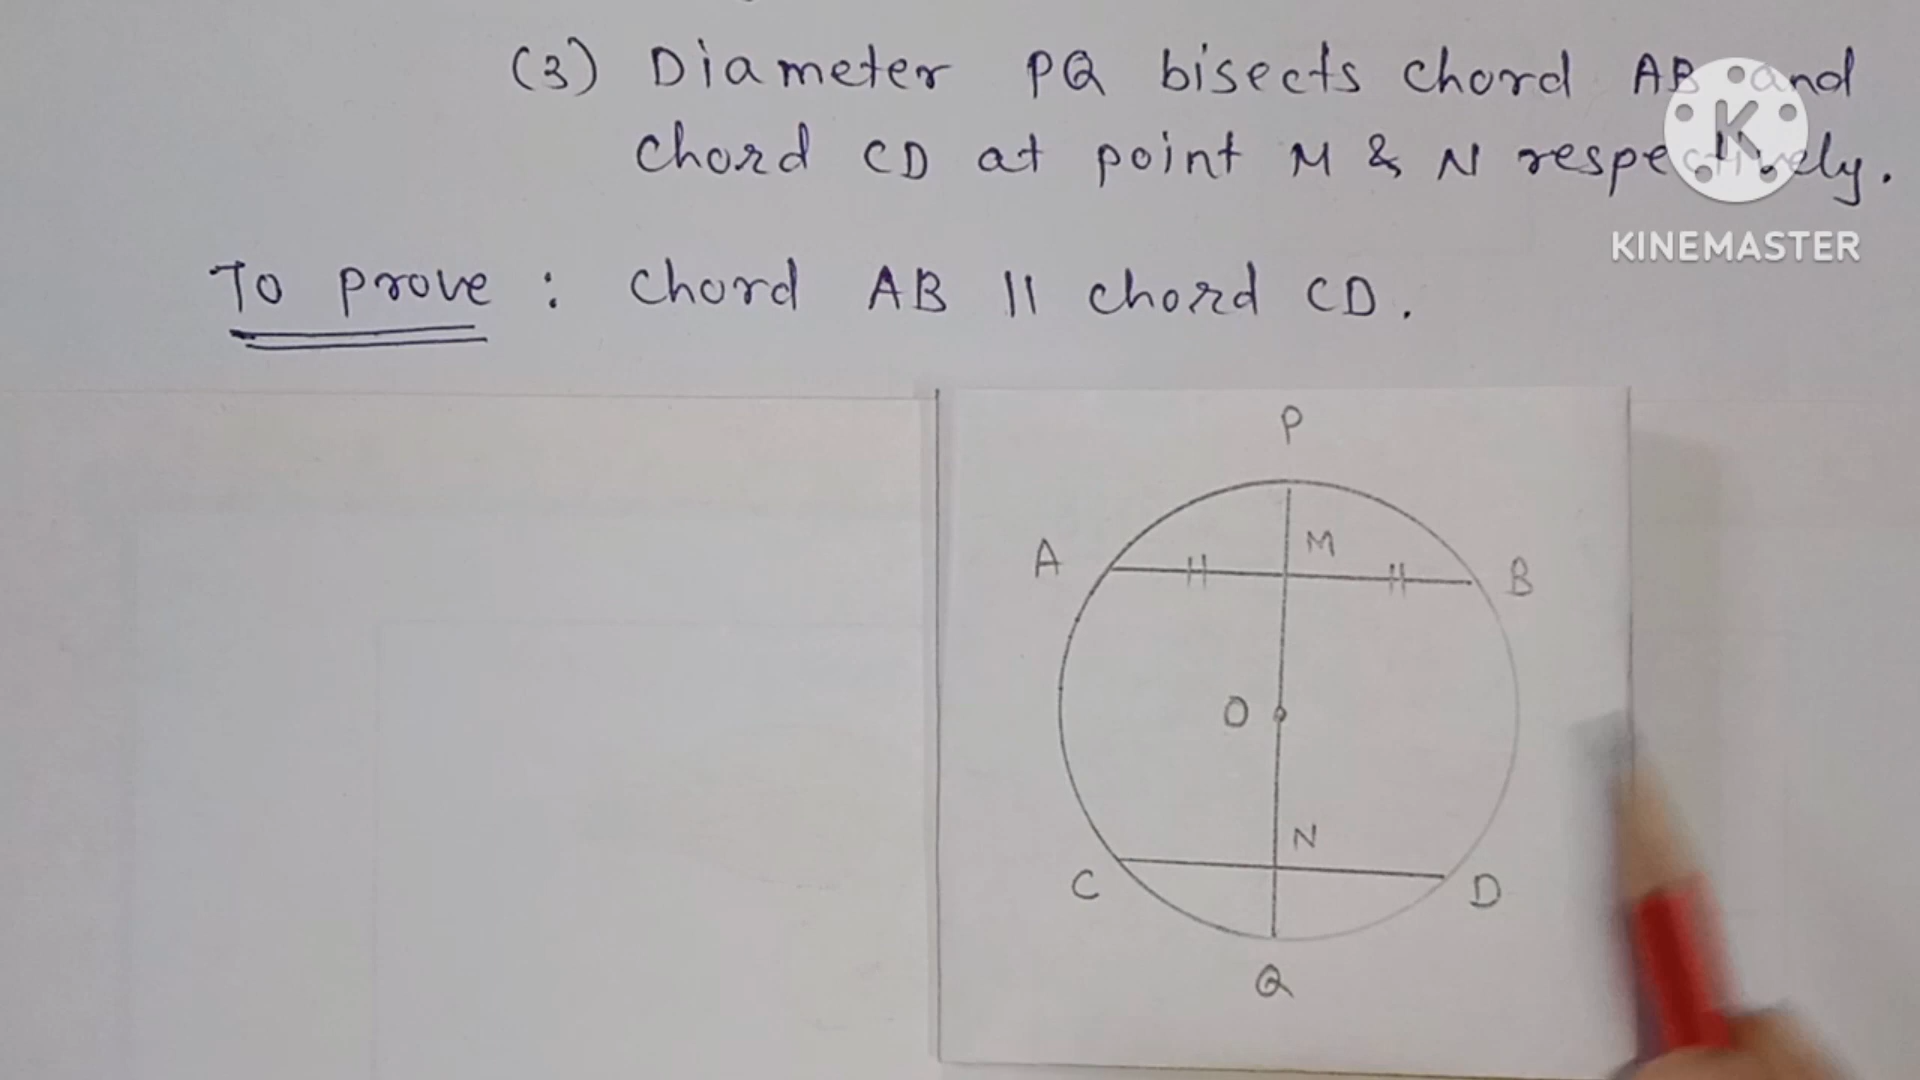 (3) Diameter PQ bisects chord AB and
chord CD at point M & N respectively.
K
KINEMASTER
To prove : chord AB || chord CD.
P
M
A
B
O
N
C
D
Q